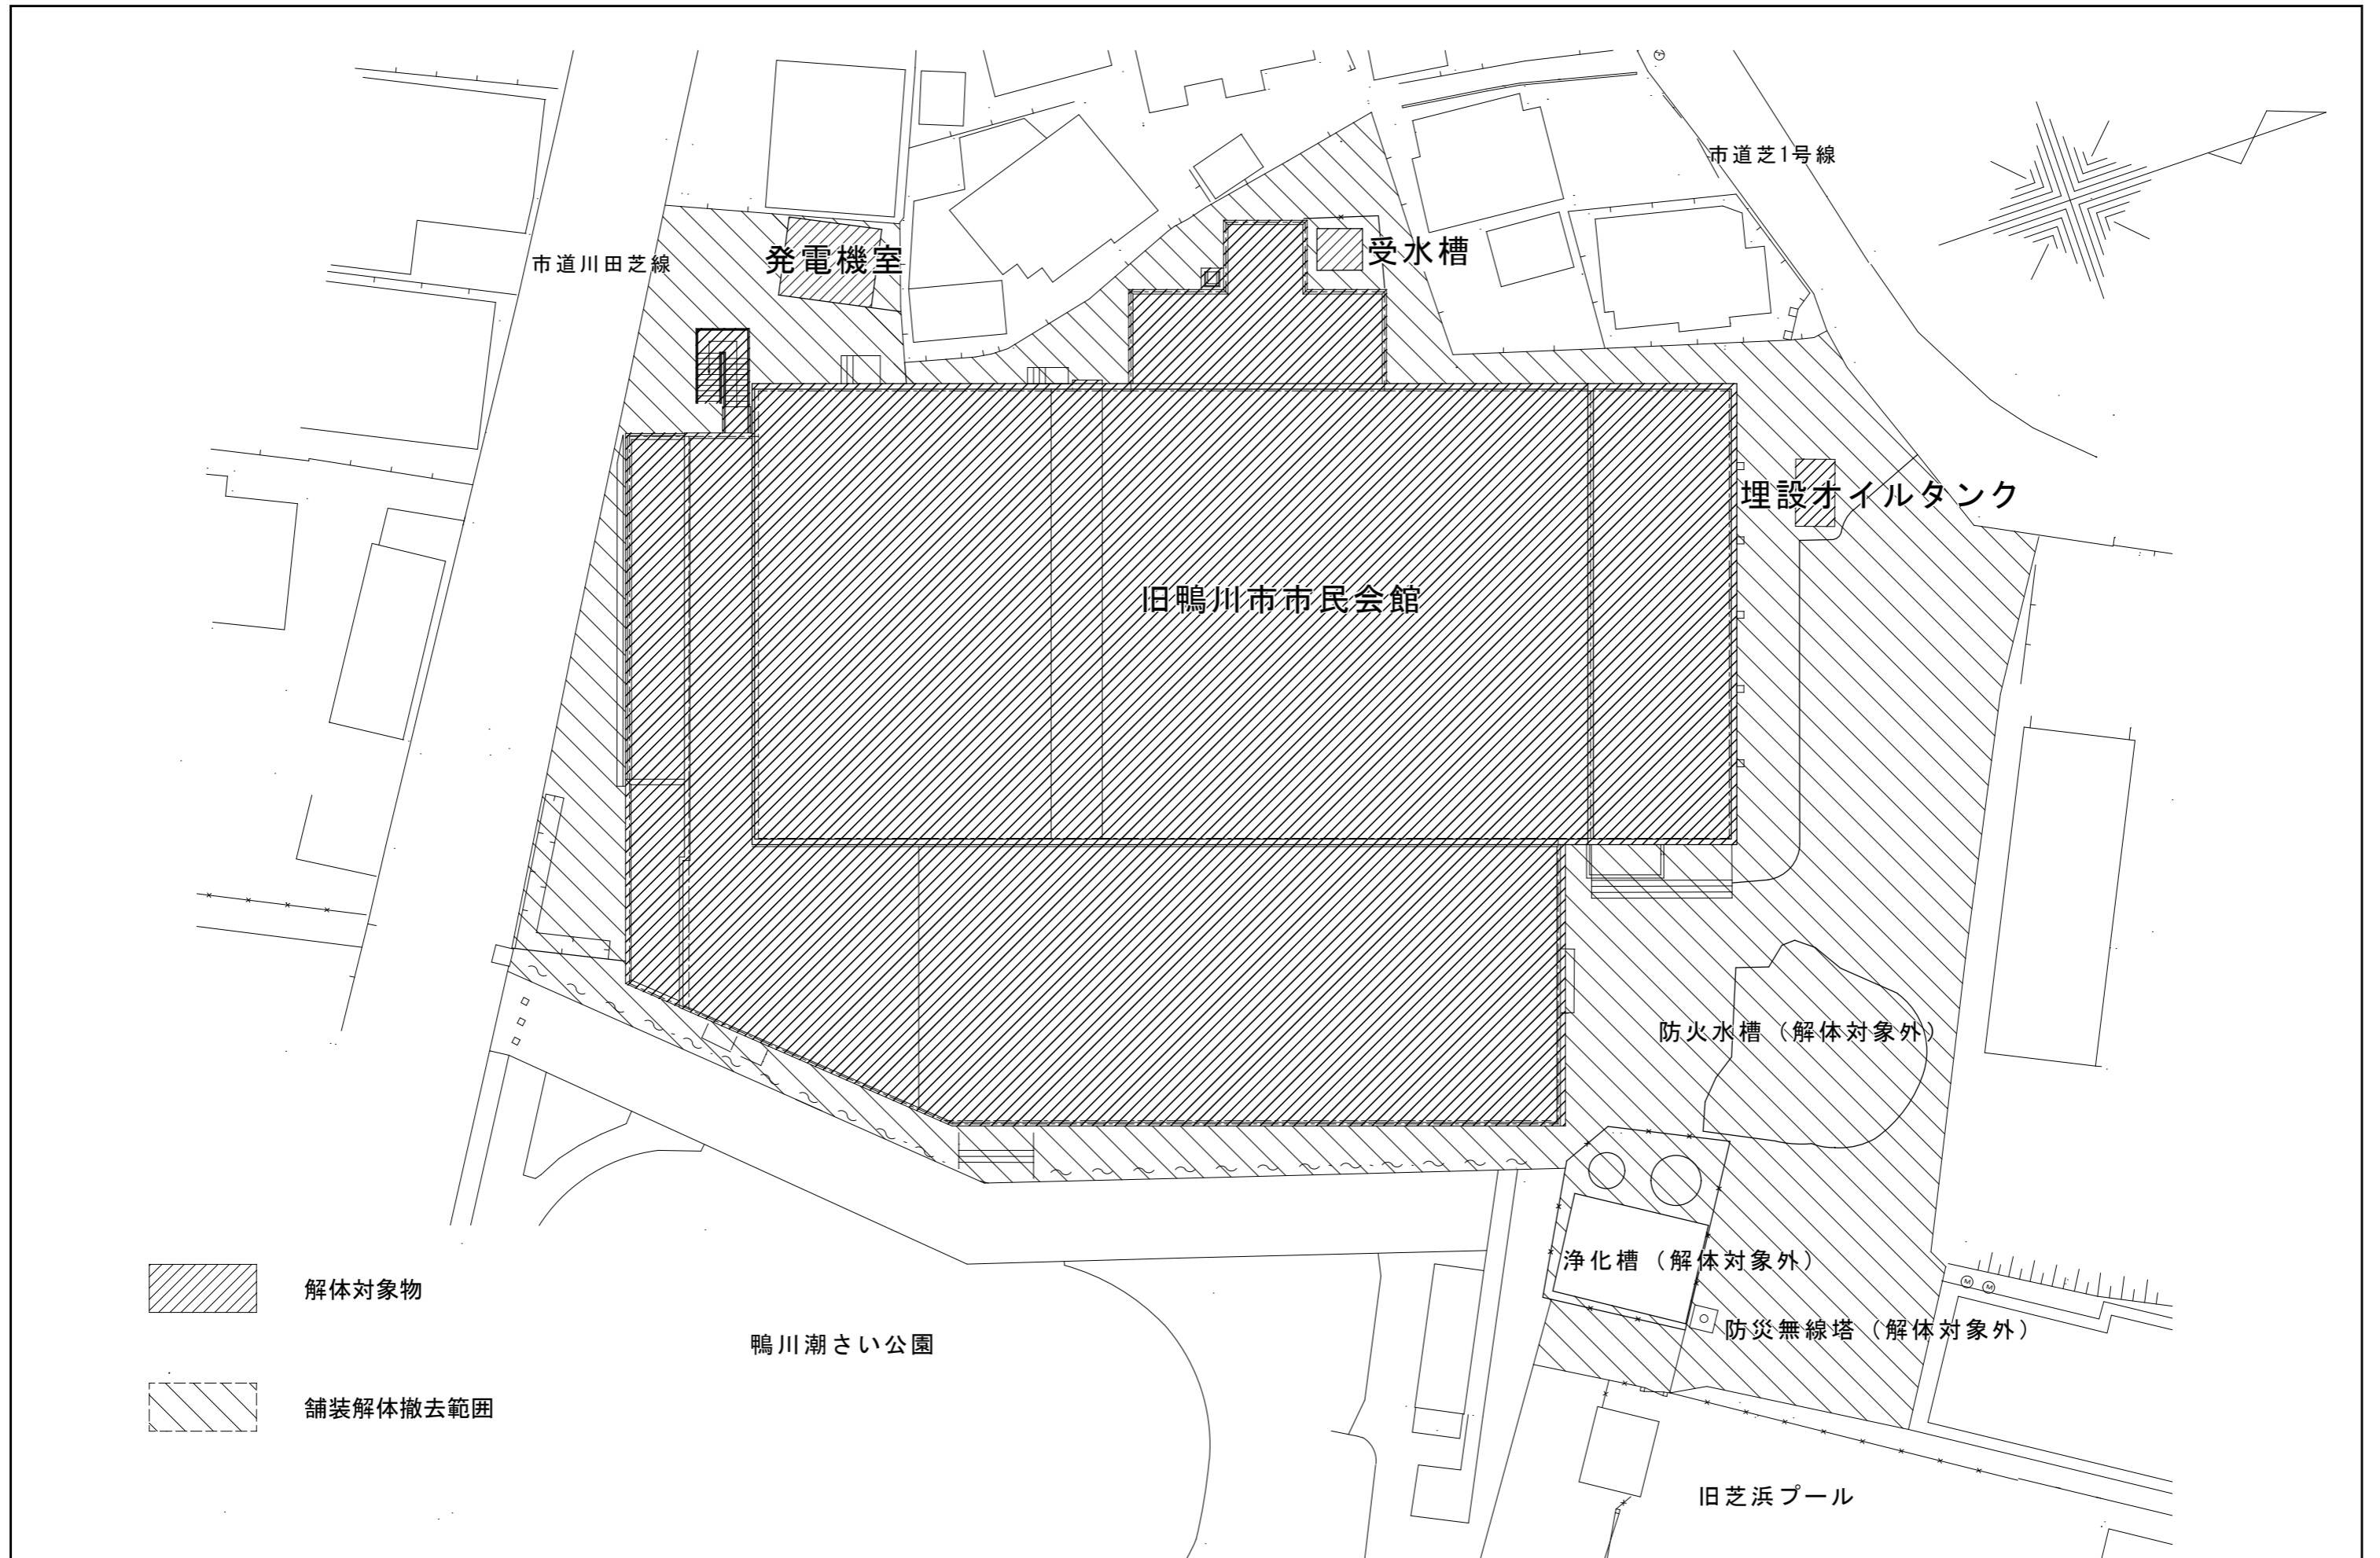 市道芝1号線
市道川田芝線
発電機室
受水槽
埋設オイルタンク
旧鴨川市市民会館
防火水槽（解体対象外）
浄化槽（解体対象外）
解体対象物
防災無線塔（解体対象外）
鴨川潮さい公園
舗装解体撤去範囲
旧芝浜プール
M
M